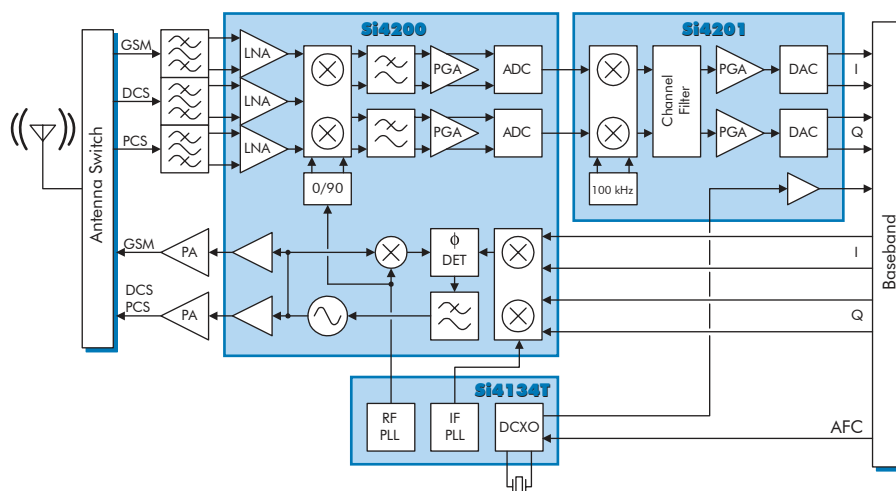 Si4200
Si4201
GSM
LNA
PGA
ADC
PGA
DAC
I
DCS
LNA
Channel
Filter
PCS
LNA
PGA
ADC
PGA
DAC
Q
0/90
100 kHz
Antenna Switch
Baseband
GSM
PA
ϕ
DET
I
DCS
PCS
PA
Q
Si4134T
RF
PLL
IF
PLL
DCXO
AFC